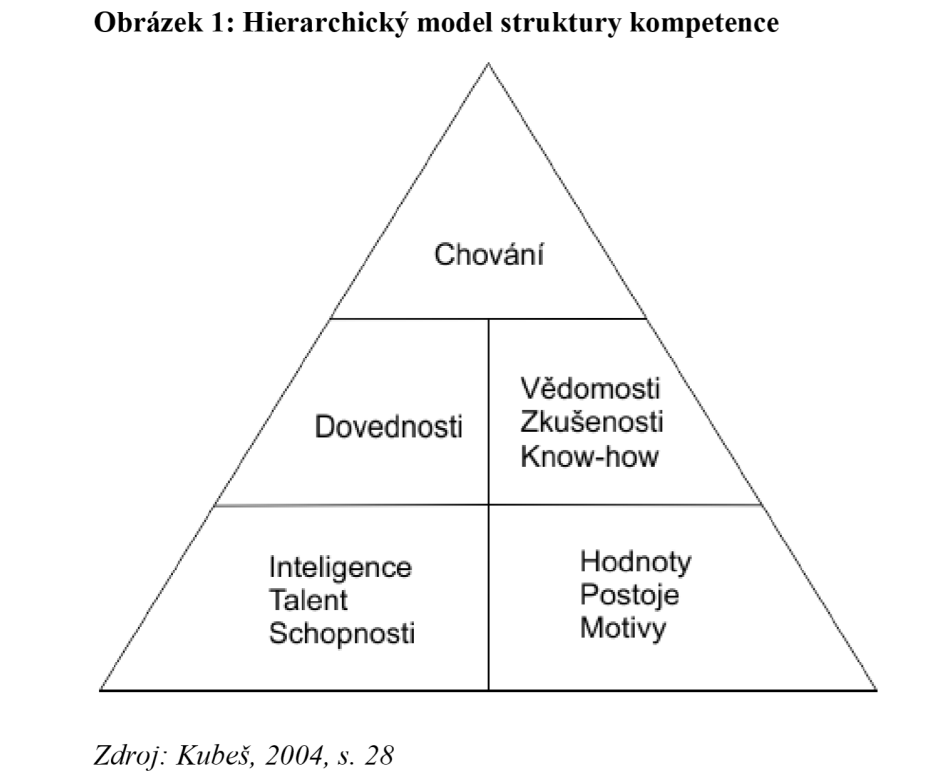 Obrázek 1: Hierarchický model struktury kompetence
Chování
Dovednosti
Vědomosti
Zkušenosti
Know-how
Inteligence
Talent
Schopnosti
Hodnoty
Postoje
Motivy
Zdroj: Kubeš, 2004, s. 28